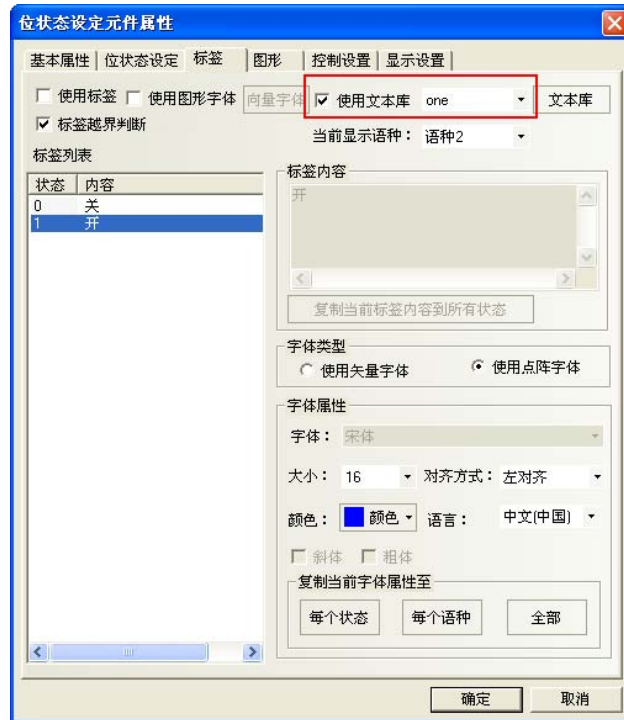 位状态设定元件属性
基本属性 位状态设定 标签 图形 控制设置 显示设置
使用标签 使用图形字体 向量字体 使用文本库 one 文本库
标签越界判断 当前显示语种： 语种2
标签列表
状态 内容
0 关
1 开
标签内容
开
复制当前标签内容到所有状态
字体类型
使用矢量字体 使用点阵字体
字体属性
字体： 宋体
大小： 16 对齐方式： 左对齐
颜色： 颜色 语言： 中文(中国)
斜体 粗体
复制当前字体属性至
每个状态 每个语种 全部
确定 取消